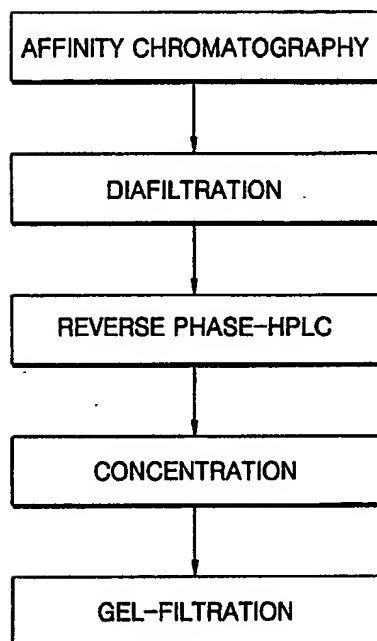 AFFINITY CHROMATOGRAPHY
DIAFILTRATION
REVERSE PHASE-HPLC
CONCENTRATION
GEL-FILTRATION